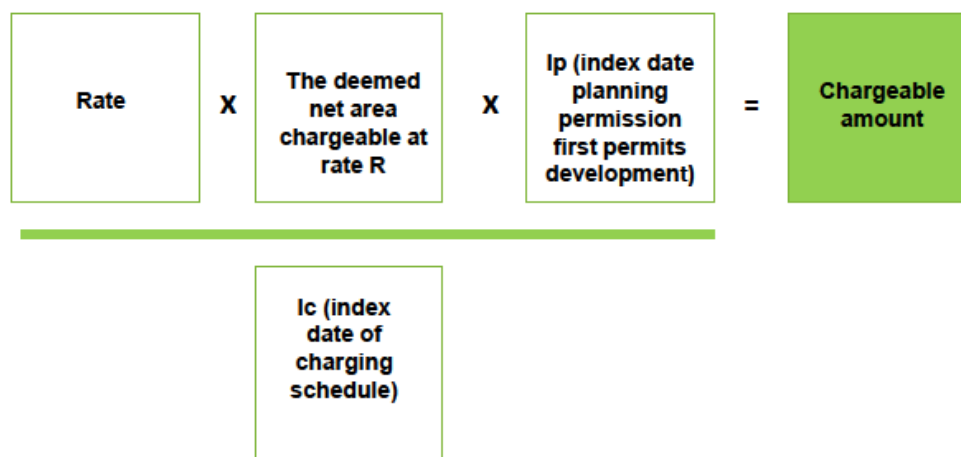 Rate
x
The deemed
net area
chargeable at
rate R
x
Ip (index date
planning
permission
first permits
development)
=
Chargeable
amount
Ic (index
date of
charging
schedule)